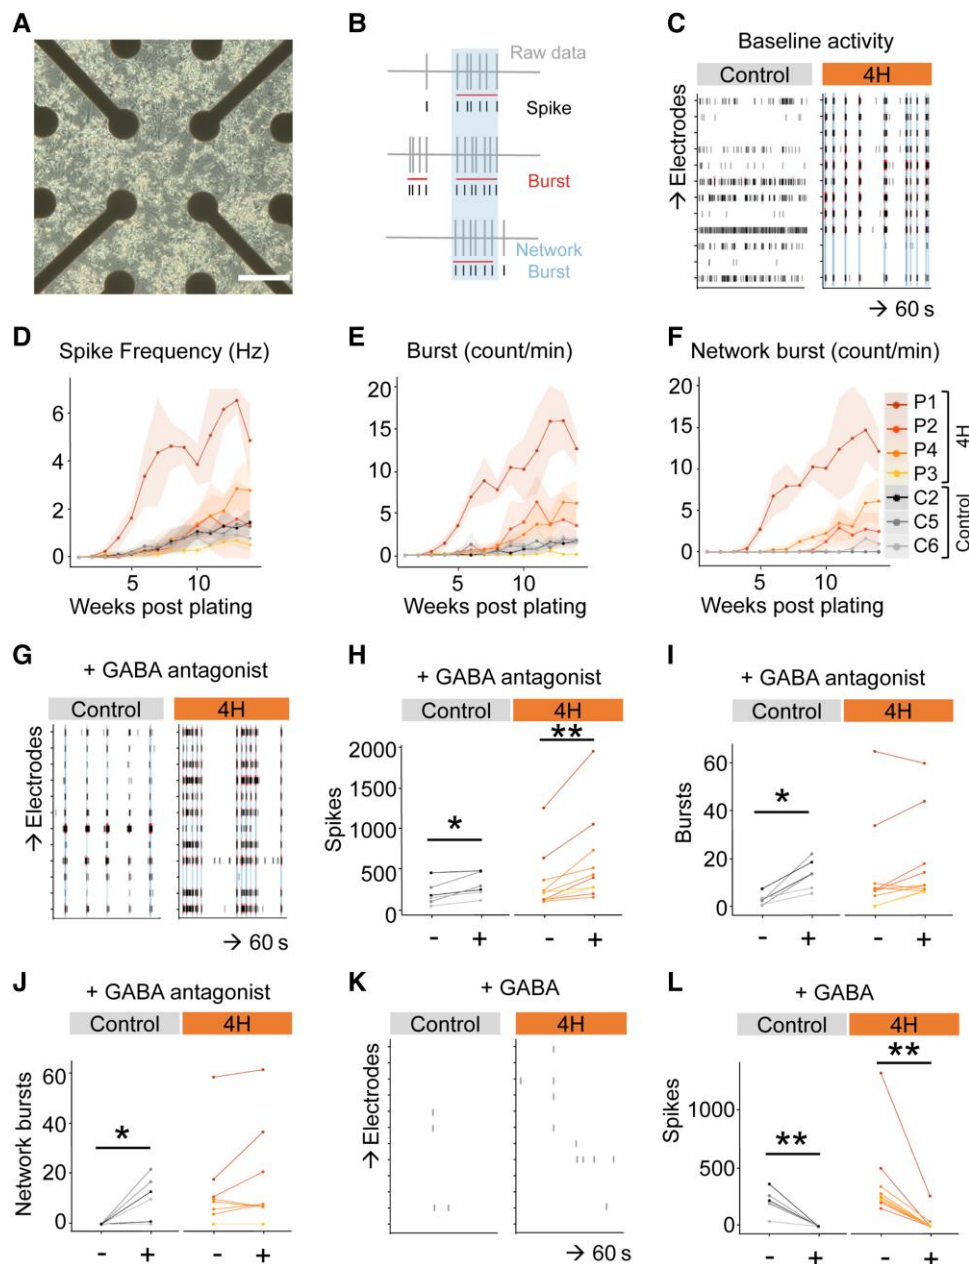 A
B
Raw data
Spike
Burst
Network
Burst
C
Baseline activity
Control 4H
→ Electrodes
→ 60 s
D
Spike Frequency (Hz)
6
4
2
0
5 10
Weeks post plating
E
Burst (count/min)
20
15
10
5
0
5 10
Weeks post plating
F
Network burst (count/min)
20
15
10
5
0
5 10
Weeks post plating
P1
P2
P4
P3
4H
C2
C5
C6
Control
G
+ GABA antagonist
Control 4H
→ Electrodes
→ 60 s
H
+ GABA antagonist
Control 4H
Spikes
2000
1500
1000
500
0
* **
- + - +
I
+ GABA antagonist
Control 4H
Bursts
60
40
20
0
*
- + - +
J
+ GABA antagonist
Control 4H
Network bursts
60
40
20
0
*
- + - +
K
+ GABA
Control 4H
→ Electrodes
→ 60 s
L
+ GABA
Control 4H
Spikes
1000
500
0
** **
- + - +